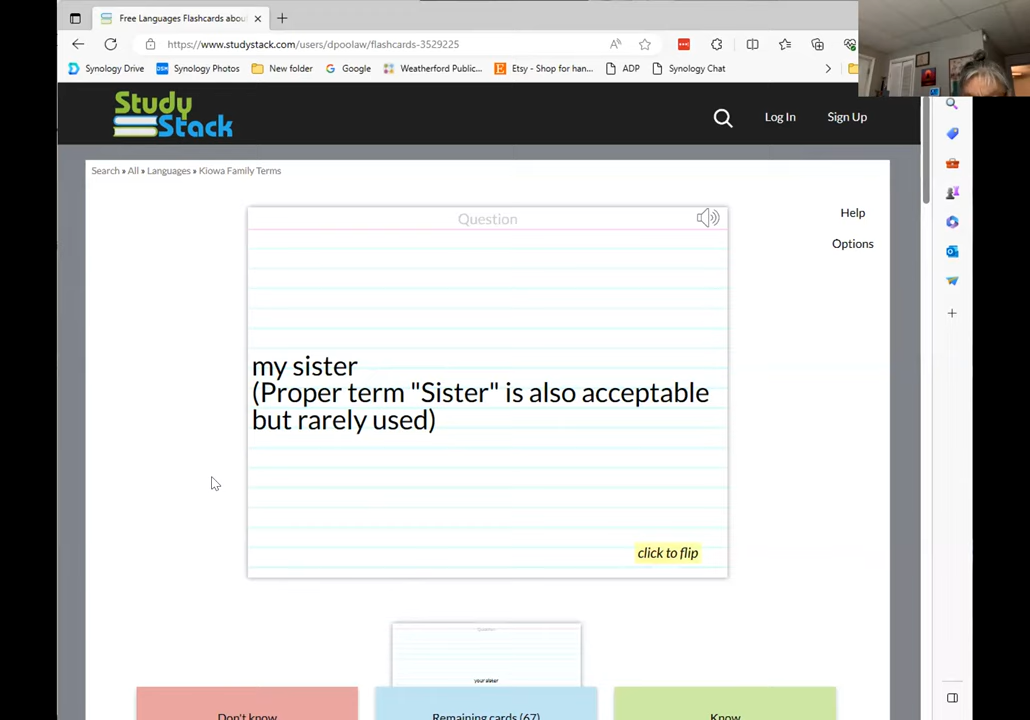 Free Languages Flashcards abou
https://www.studystack.com/users/dpoolaw/flashcards-3529225
Synology Drive
Synology Photos
New folder
Google
Weatherford Public...
Etsy - Shop for han...
ADP
Synology Chat
Study
Stack
Log In
Sign Up
Search » All » Languages » Kiowa Family Terms
Help
Options
Question
my sister
(Proper term "Sister" is also acceptable
but rarely used)
click to flip
Question
your sister
Don't know
Remaining cards (67)
Know